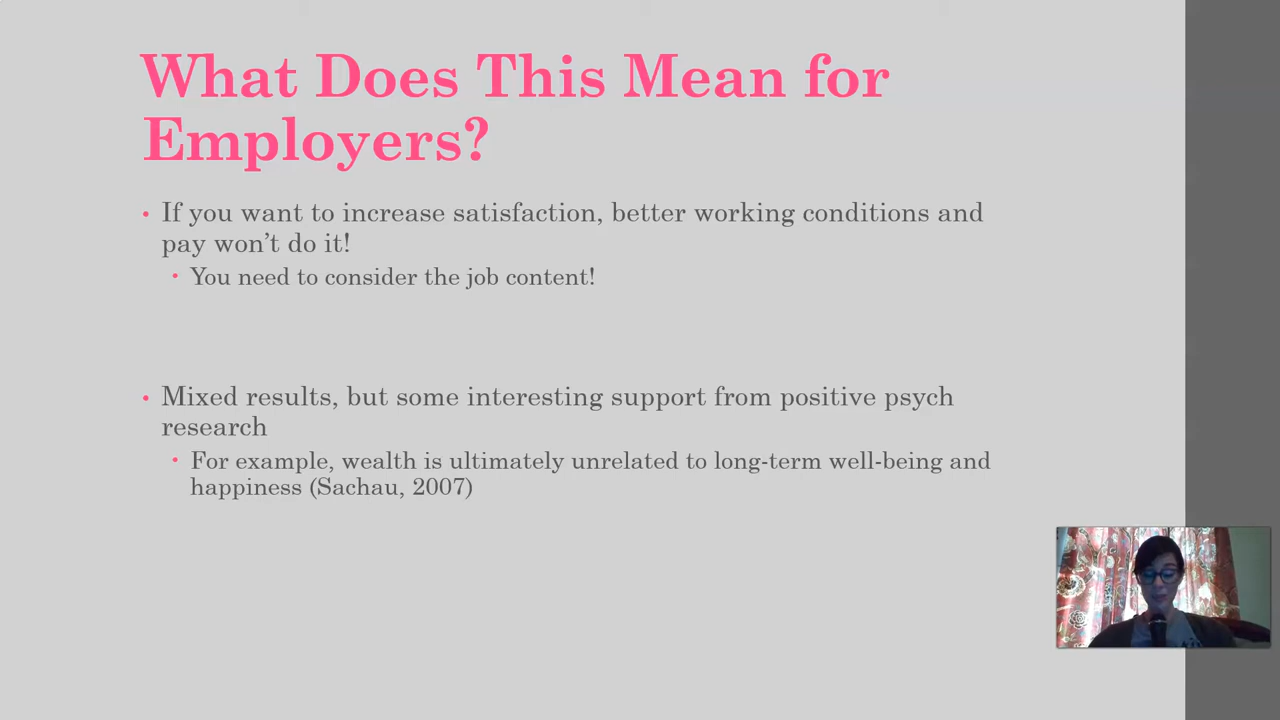 What Does This Mean for
Employers?
• If you want to increase satisfaction, better working conditions and
pay won’t do it!
• You need to consider the job content!
• Mixed results, but some interesting support from positive psych
research
• For example, wealth is ultimately unrelated to long-term well-being and
happiness (Sachau, 2007)